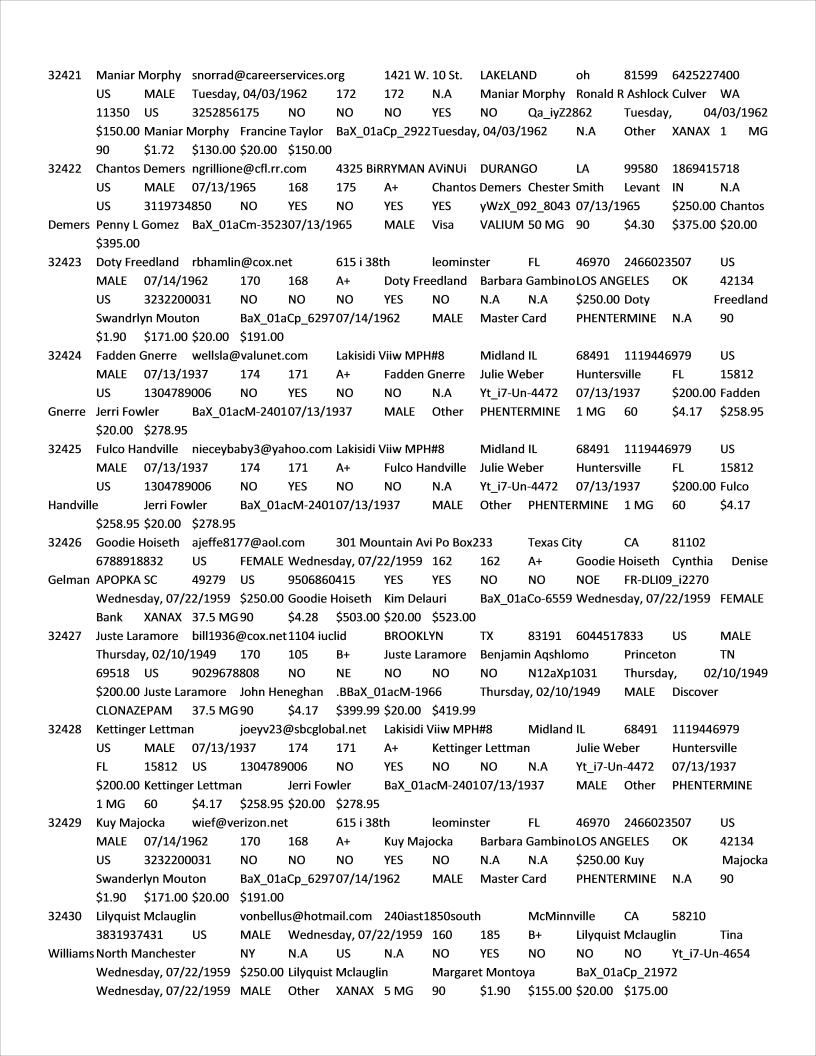 32421 Maniar Morphy snorrad@careerservices.org 1421 W. 10 St. LAKELAND oh 81599 6425227400
US MALE Tuesday, 04/03/1962 172 172 N.A Maniar Morphy Ronald R Ashlock Culver WA
11350 US 3252856175 NO NO NO YES NO Qa_iyZ2862 Tuesday, 04/03/1962
$150.00 Maniar Morphy Francine Taylor BaX_01aCp_2922Tuesday, 04/03/1962 N.A Other XANAX 1 MG
90 $1.72 $130.00 $20.00 $150.00
32422 Chantos Demers ngrillione@cfl.rr.com 4325 BiRRYMAN AViNUi DURANGO LA 99580 1869415718
US MALE 07/13/1965 168 175 A+ Chantos Demers Chester Smith Levant IN N.A
US 3119734850 NO YES NO YES YES yWzX_092_8043 07/13/1965 $250.00 Chantos
Demers Penny L Gomez BaX_01aCm-352307/13/1965 MALE Visa VALIUM 50 MG 90 $4.30 $375.00 $20.00
$395.00
32423 Doty Freedland rbhamlin@cox.net 615 i 38th leominster FL 46970 2466023507 US
MALE 07/14/1962 170 168 A+ Doty Freedland Barbara GambinoLOS ANGELES OK 42134
US 3232200031 NO NO NO YES NO N.A N.A $250.00 Doty Freedland
Swandrlyn Mouton BaX_01aCp_629707/14/1962 MALE Master Card PHENTERMINE N.A 90
$1.90 $171.00 $20.00 $191.00
32424 Fadden Gnerre wellsla@valunet.com Lakisidi Viiw MPH#8 Midland IL 68491 1119446979 US
MALE 07/13/1937 174 171 A+ Fadden Gnerre Julie Weber Huntersville FL 15812
US 1304789006 NO YES NO NO N.A Yt_i7-Un-4472 07/13/1937 $200.00 Fadden
Gnerre Jerri Fowler BaX_01acM-240107/13/1937 MALE Other PHENTERMINE 1 MG 60 $4.17 $258.95
$20.00 $278.95
32425 Fulco Handville nieceybaby3@yahoo.com Lakisidi Viiw MPH#8 Midland IL 68491 1119446979 US
MALE 07/13/1937 174 171 A+ Fulco Handville Julie Weber Huntersville FL 15812
US 1304789006 NO YES NO NO N.A Yt_i7-Un-4472 07/13/1937 $200.00 Fulco
Handville Jerri Fowler BaX_01acM-240107/13/1937 MALE Other PHENTERMINE 1 MG 60 $4.17
$258.95 $20.00 $278.95
32426 Goodie Hoiseth ajeffe8177@aol.com 301 Mountain Avi Po Box233 Texas City CA 81102
6788918832 US FEMALE Wednesday, 07/22/1959 162 162 A+ Goodie Hoiseth Cynthia Denise
Gelman APOPKA SC 49279 US 9506860415 YES YES NO NO NOE FR-DLI09_i2270
Wednesday, 07/22/1959 $250.00 Goodie Hoiseth Kim Delauri BaX_01aCo-6559 Wednesday, 07/22/1959 FEMALE
Bank XANAX 37.5 MG 90 $4.28 $503.00 $20.00 $523.00
32427 Juste Laramore bill1936@cox.net 1104 iuclid BROOKLYN TX 83191 6044517833 US MALE
Thursday, 02/10/1949 170 105 B+ Juste Laramore Benjamin Aqshlomo Princeton TN
69518 US 9029678808 NO NE NO NO NO N12aXp1031 Thursday, 02/10/1949
$200.00 Juste Laramore John Heneghan .BBaX_01acM-1966 Thursday, 02/10/1949 MALE Discover
CLONAZEPAM 37.5 MG 90 $4.17 $399.99 $20.00 $419.99
32428 Kettinger Lettman joeyv23@sbcglobal.net Lakisidi Viiw MPH#8 Midland IL 68491 1119446979
US MALE 07/13/1937 174 171 A+ Kettinger Lettman Julie Weber Huntersville
FL 15812 US 1304789006 NO YES NO NO N.A Yt_i7-Un-4472 07/13/1937
$200.00 Kettinger Lettman Jerri Fowler BaX_01acM-240107/13/1937 MALE Other PHENTERMINE
1 MG 60 $4.17 $258.95 $20.00 $278.95
32429 Kuy Majocka wief@verizon.net 615 i 38th leominster FL 46970 2466023507 US
MALE 07/14/1962 170 168 A+ Kuy Majocka Barbara GambinoLOS ANGELES OK 42134
US 3232200031 NO NO NO YES NO N.A N.A $250.00 Kuy Majocka
Swanderlyn Mouton BaX_01aCp_629707/14/1962 MALE Master Card PHENTERMINE N.A 90
$1.90 $171.00 $20.00 $191.00
32430 Lilyquist Mclauglin vonbellus@hotmail.com 240iast1850south McMinnville CA 58210
3831937431 US MALE Wednesday, 07/22/1959 160 185 B+ Lilyquist Mclauglin Tina
Williams North Manchester NY N.A US N.A NO YES NO NO NO Yt_i7-Un-4654
Wednesday, 07/22/1959 $250.00 Lilyquist Mclauglin Margaret Montoya BaX_01aCp_21972
Wednesday, 07/22/1959 MALE Other XANAX 5 MG 90 $1.90 $155.00 $20.00 $175.00